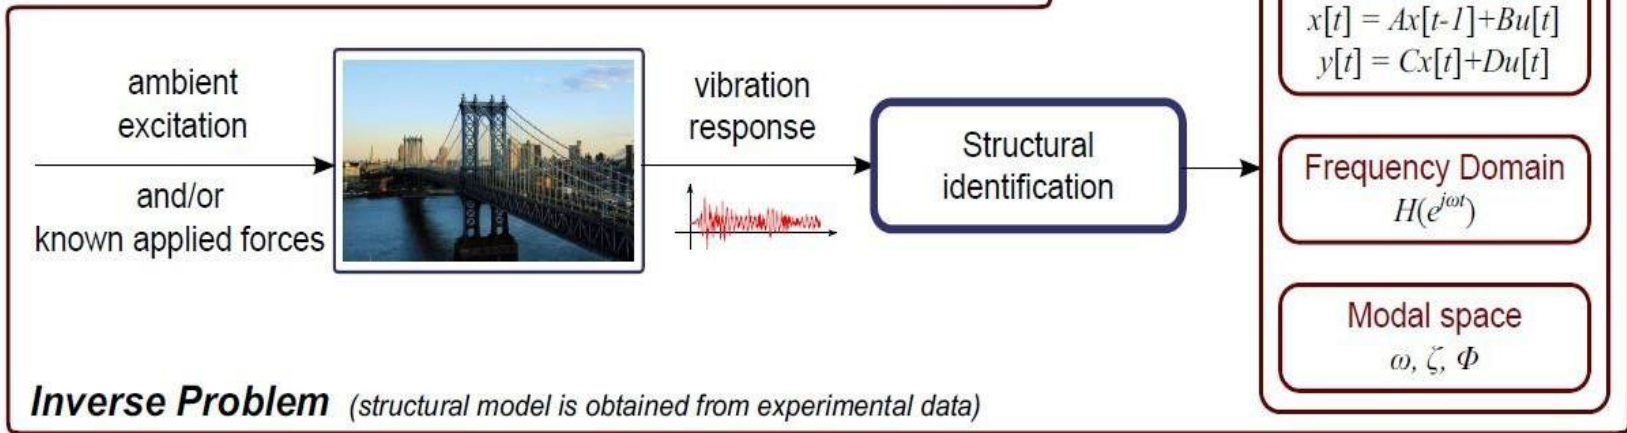 ambient
excitation
and/or
known applied forces
vibration
response
Structural
identification
x[t] = Ax[t-1]+Bu[t]
y[t] = Cx[t]+Du[t]
Frequency Domain
H(e^{jωt})
Modal space
ω, ζ, Φ
Inverse Problem (structural model is obtained from experimental data)